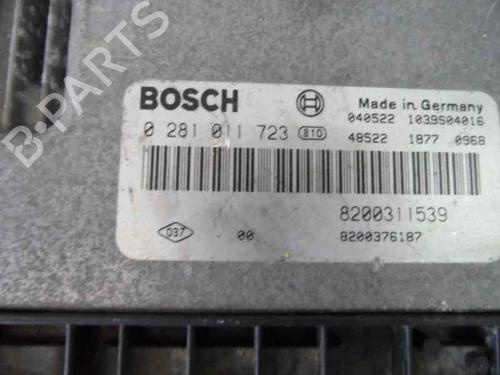 B-PARTS
BOSCH
Made in Germany
040522 1039S04016
0 281 011 723 810
48522 1877 0968
8200311539
037 00 8200376187